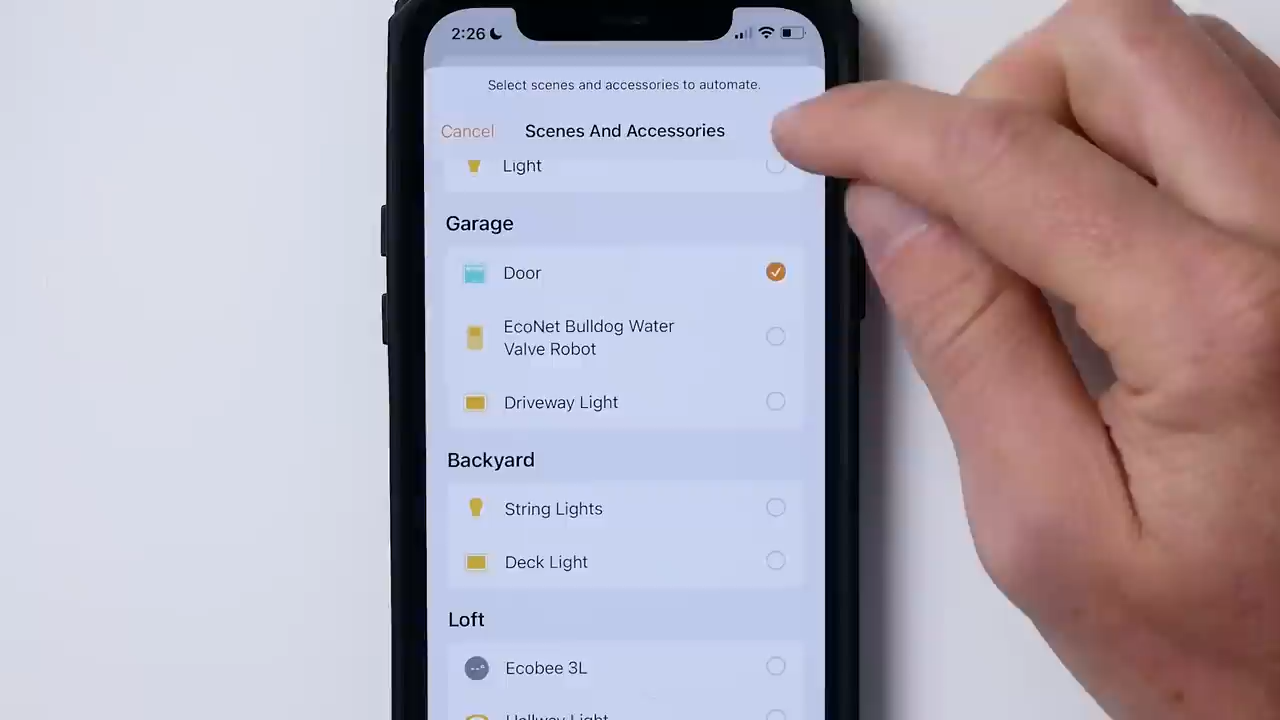 2:26
Select scenes and accessories to automate.
Cancel
Scenes And Accessories
Light
Garage
Door
EcoNet Bulldog Water
Valve Robot
Driveway Light
Backyard
String Lights
Deck Light
Loft
Ecobee 3L
Hallway Light